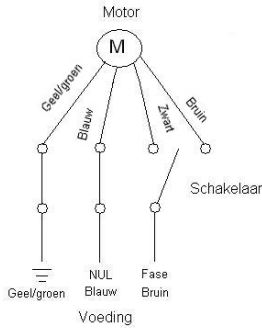 Motor
M
Geel/groen
Blauw
Zwart
Bruin
Schakelaar
NUL Fase
Geel/groen Blauw Bruin
Voeding